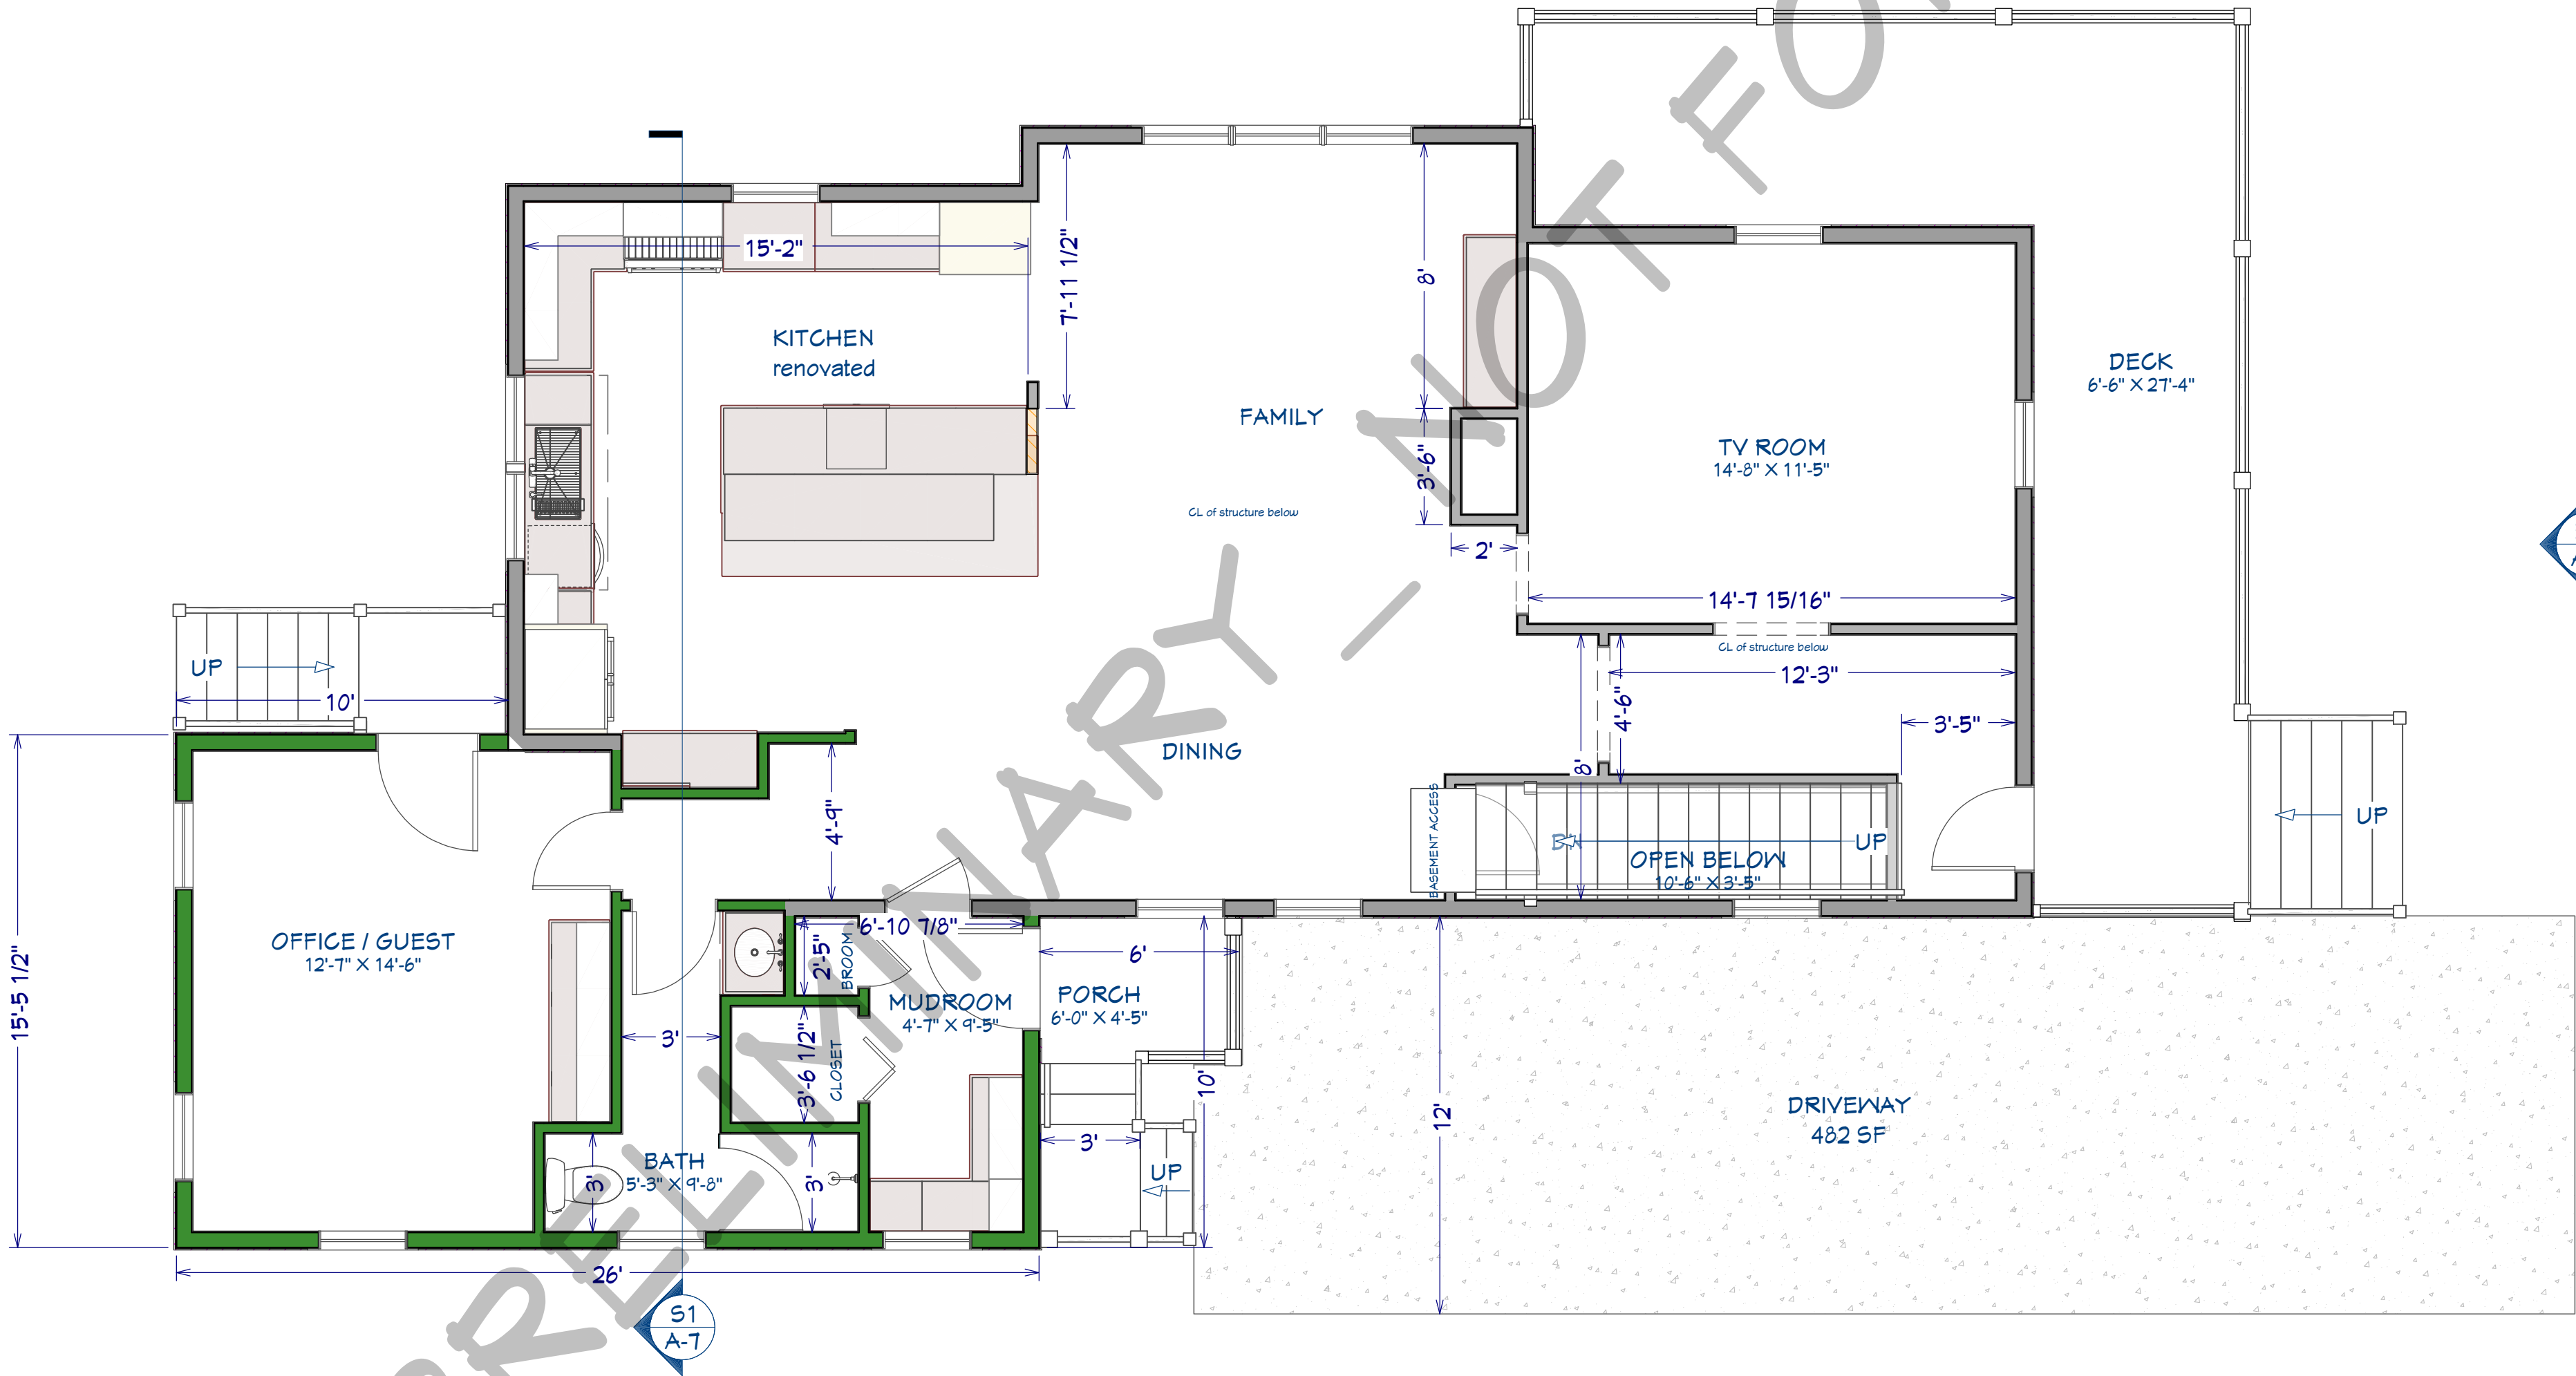 PRELIMINARY - NOT FO
15'-2"
7'-11 1/2"
8'
KITCHEN
renovated
FAMILY
DECK
6'-6" X 27'-4"
TV ROOM
14'-8" X 11'-5"
3'-6"
CL of structure below
2'
14'-7 15/16"
CL of structure below
12'-3"
UP
10'
4'-6"
3'-5"
8'
DINING
4'-9"
BASEMENT ACCESS
UP
OPEN BELOW
10'-6" X 3'-5"
UP
15'-5 1/2"
OFFICE / GUEST
12'-7" X 14'-6"
6'-10 7/8"
2'-5"
BROOM
6'
MUDROOM
4'-7" X 9'-5"
PORCH
6'-0" X 4'-5"
3'
3'-6 1/2"
CLOSET
10'
12'
DRIVEWAY
482 SF
3'
BATH
5'-3" X 9'-8"
3'
3'
UP
26'
S1
A-7